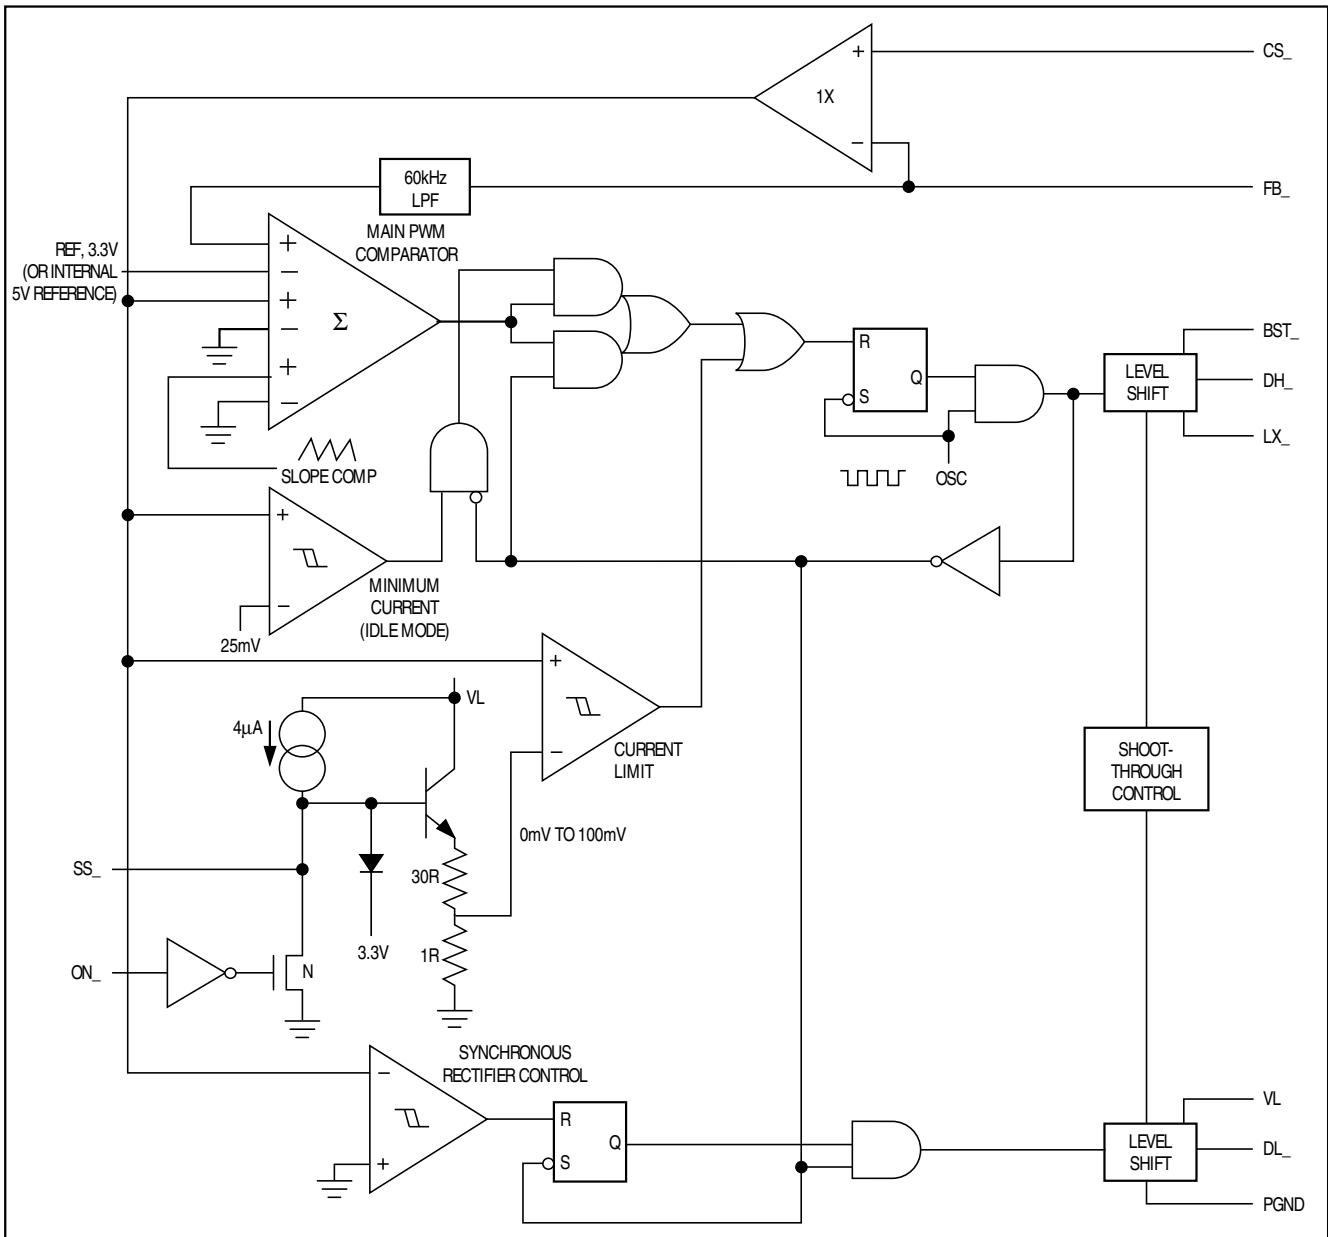 CS_
+
1X
−
60kHz
LPF
FB_
MAIN PWM
COMPARATOR
REF, 3.3V
(OR INTERNAL
5V REFERENCE)
+
−
+
−
+
−
Σ
SLOPE COMP
R
Q
S
OSC
BST_
LEVEL
SHIFT
DH_
LX_
+
−
25mV
MINIMUM
CURRENT
(IDLE MODE)
VL
4µA
+
−
CURRENT
LIMIT
0mV TO 100mV
SHOOT-
THROUGH
CONTROL
SS_
30R
1R
3.3V
ON_
N
SYNCHRONOUS
RECTIFIER CONTROL
−
+
R
Q
S
VL
LEVEL
SHIFT
DL_
PGND